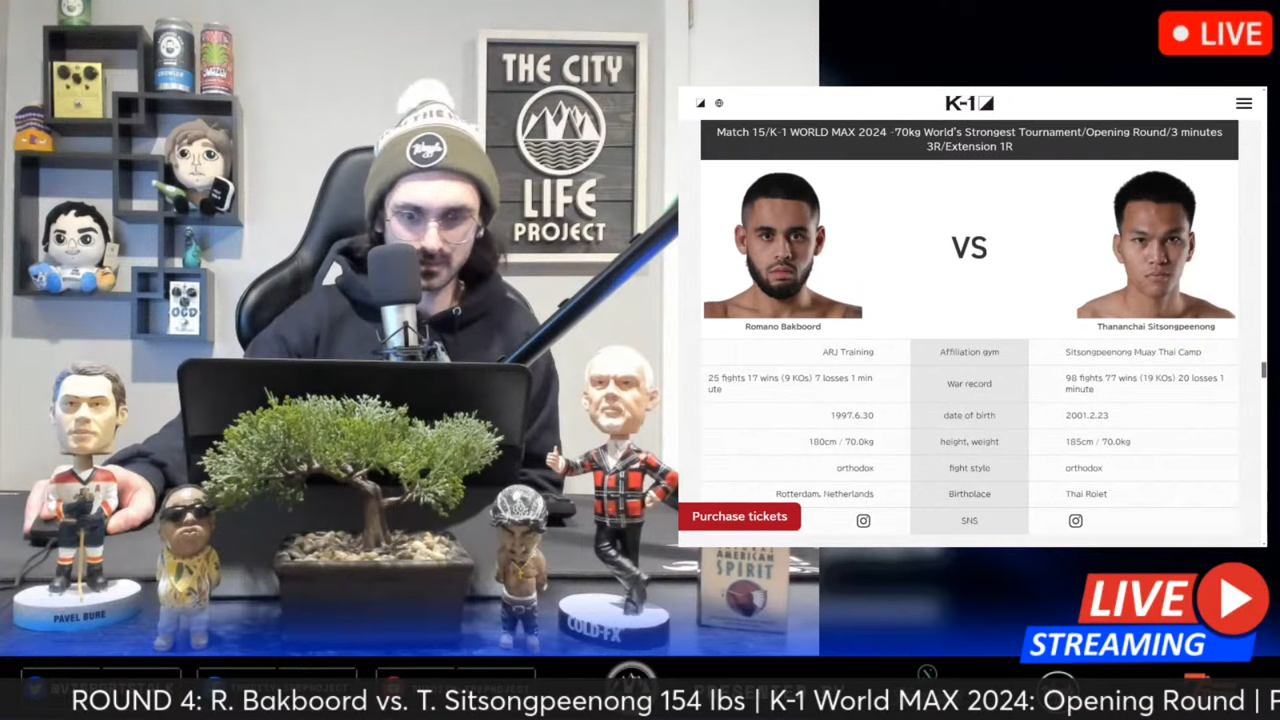 LIVE
THE CITY
LIFE
PROJECT
K-1
Match 15/K-1 WORLD MAX 2024 -70kg World's Strongest Tournament/Opening Round/3 minutes
3R/Extension 1R
VS
Romano Bakboord
Thananchai Sitsongpeenong
ARJ Training
Affiliation gym
Sitsongpeenong Muay Thai Camp
25 fights 17 wins (9 KOs) 7 losses 1 min
ute
War record
98 fights 77 wins (19 KOs) 20 losses 1
minute
1997.6.30
date of birth
2001.2.23
180cm / 70.0kg
height, weight
185cm / 70.0kg
orthodox
fight style
orthodox
Rotterdam, Netherlands
Birthplace
Thai Roiet
Purchase tickets
SNS
OCD
PAVEL BURE
COLD-FX
AMERICAN
SPIRIT
LIVE
STREAMING
ROUND 4: R. Bakboord vs. T. Sitsongpeenong 154 lbs | K-1 World MAX 2024: Opening Round |